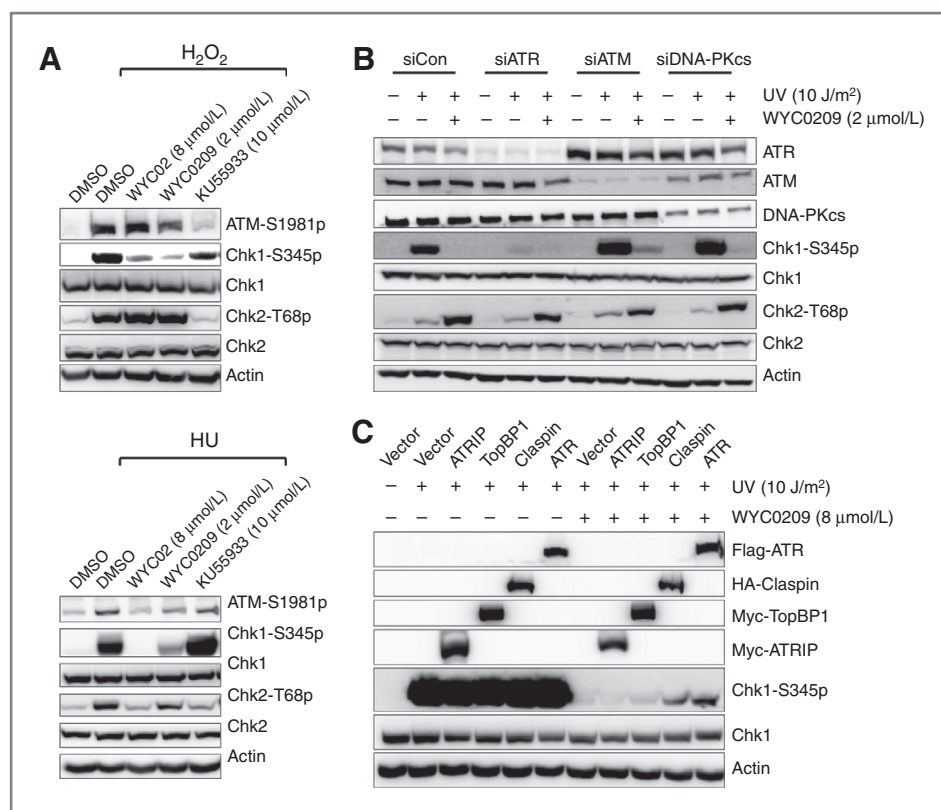 A
H2O2
DMSO
DMSO
WYC02 (8 μmol/L)
WYC0209 (2 μmol/L)
KU55933 (10 μmol/L)
ATM-S1981p
Chk1-S345p
Chk1
Chk2-T68p
Chk2
Actin
HU
DMSO
DMSO
WYC02 (8 μmol/L)
WYC0209 (2 μmol/L)
KU55933 (10 μmol/L)
ATM-S1981p
Chk1-S345p
Chk1
Chk2-T68p
Chk2
Actin
B
siCon siATR siATM siDNA-PKcs
− + + − + + − + + − + + UV (10 J/m²)
+ + + + WYC0209 (2 μmol/L)
ATR
ATM
DNA-PKcs
Chk1-S345p
Chk1
Chk2-T68p
Chk2
Actin
C
Vector Vector ATRIP TopBP1 Claspin ATR Vector ATRIP TopBP1 Claspin ATR
− + + + + + + + + + + UV (10 J/m²)
− − − − − − + + + + + WYC0209 (8 μmol/L)
Flag-ATR
HA-Claspin
Myc-TopBP1
Myc-ATRIP
Chk1-S345p
Chk1
Actin